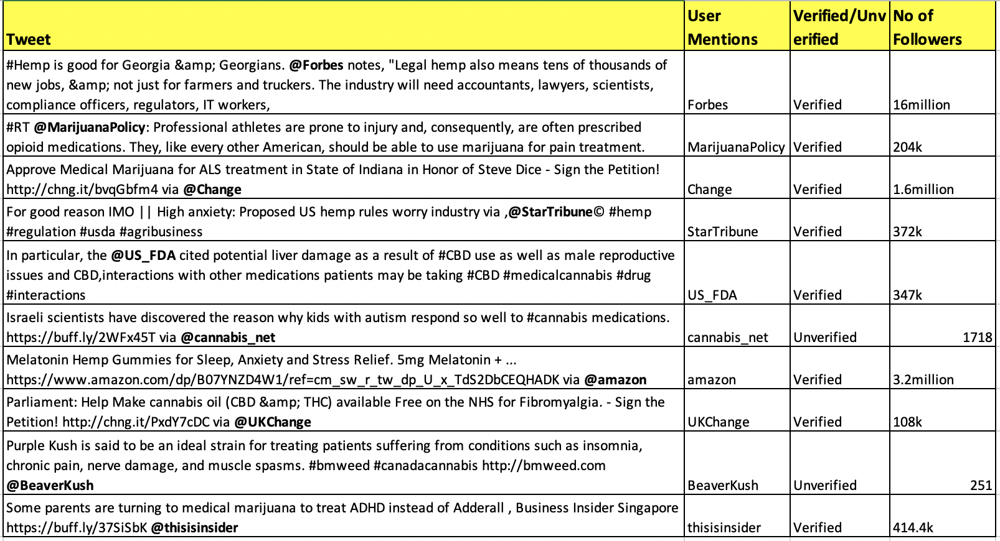 Tweet
User
Mentions
Verified/Unv
erified
No of
Followers
#Hemp is good for Georgia &amp; Georgians. @Forbes notes, "Legal hemp also means tens of thousands of
new jobs, &amp; not just for farmers and truckers. The industry will need accountants, lawyers, scientists,
compliance officers, regulators, IT workers,
Forbes
Verified
16million
#RT @MarijuanaPolicy: Professional athletes are prone to injury and, consequently, are often prescribed
opioid medications. They, like every other American, should be able to use marijuana for pain treatment.
MarijuanaPolicy
Verified
204k
Approve Medical Marijuana for ALS treatment in State of Indiana in Honor of Steve Dice - Sign the Petition!
http://chng.it/bvqGbfm4 via @Change
Change
Verified
1.6million
For good reason IMO || High anxiety: Proposed US hemp rules worry industry via ,@StarTribune© #hemp
#regulation #usda #agribusiness
StarTribune
Verified
372k
In particular, the @US_FDA cited potential liver damage as a result of #CBD use as well as male reproductive
issues and CBD,interactions with other medications patients may be taking #CBD #medicalcannabis #drug
#interactions
US_FDA
Verified
347k
Israeli scientists have discovered the reason why kids with autism respond so well to #cannabis medications.
https://buff.ly/2WFx45T via @cannabis_net
cannabis_net
Unverified
1718
Melatonin Hemp Gummies for Sleep, Anxiety and Stress Relief. 5mg Melatonin + ...
https://www.amazon.com/dp/B07YNZD4W1/ref=cm_sw_r_tw_dp_U_x_TdS2DbCEQHADK via @amazon
amazon
Verified
3.2million
Parliament: Help Make cannabis oil (CBD &amp; THC) available Free on the NHS for Fibromyalgia. - Sign the
Petition! http://chng.it/PxdY7cDC via @UKChange
UKChange
Verified
108k
Purple Kush is said to be an ideal strain for treating patients suffering from conditions such as insomnia,
chronic pain, nerve damage, and muscle spasms. #bmweed #canadacannabis http://bmweed.com
@BeaverKush
BeaverKush
Unverified
251
Some parents are turning to medical marijuana to treat ADHD instead of Adderall , Business Insider Singapore
https://buff.ly/37SiSbK @thisisinsider
thisisinsider
Verified
414.4k